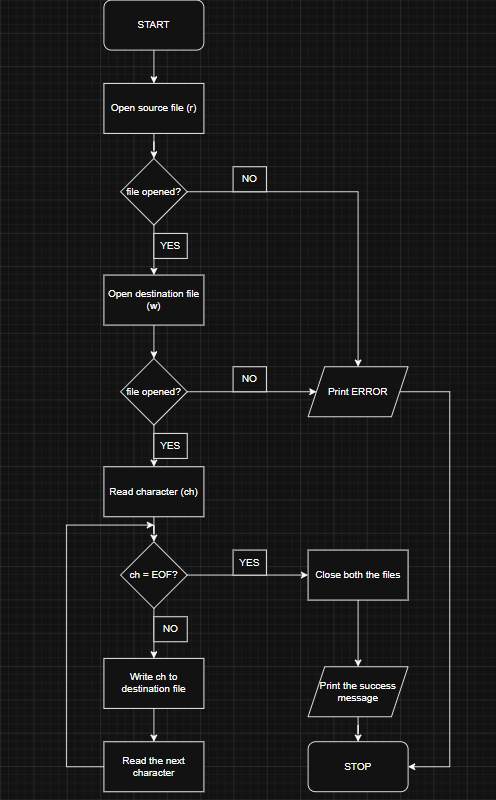 START
Open source file (r)
file opened?
NO
YES
Open destination file
(w)
file opened?
NO
Print ERROR
YES
Read character (ch)
ch = EOF?
YES
Close both the files
NO
Write ch to
destination file
Print the success
message
Read the next
character
STOP